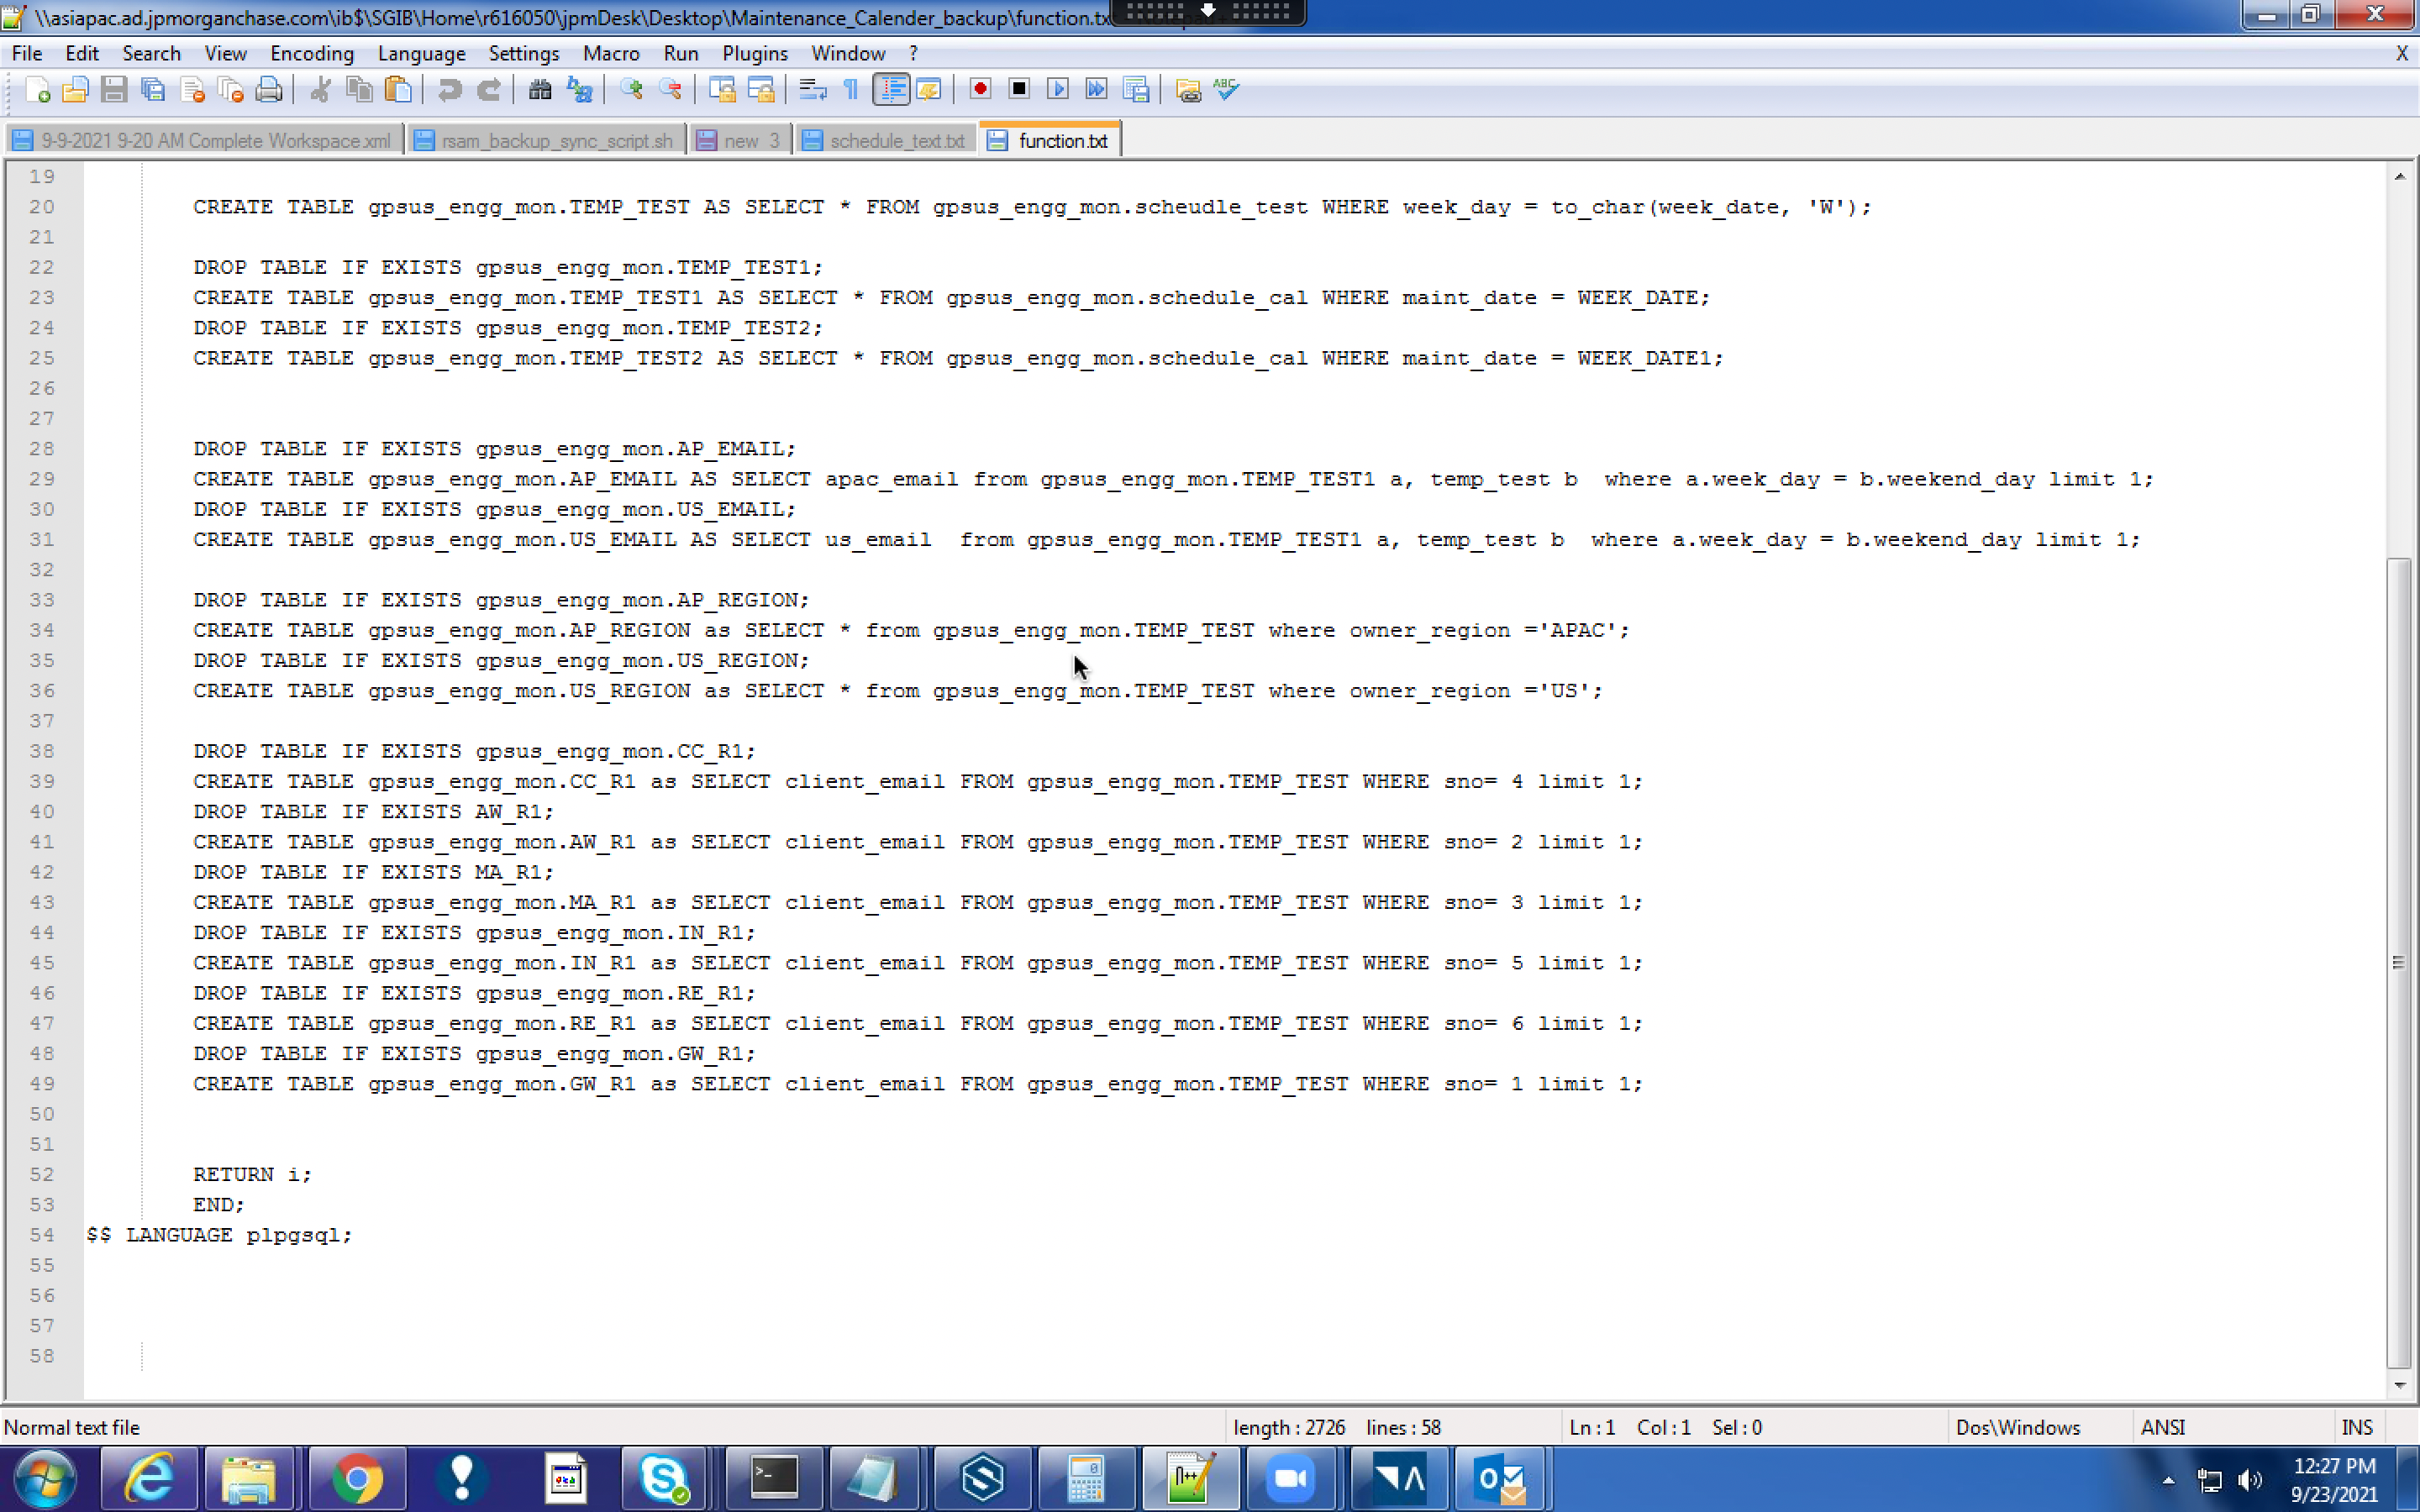 \\asiapac.ad.jpmorganchase.com\ib$\SGIB\Home\r616050\jpmDesk\Desktop\Maintenance_Calender_backup\function.tx
File Edit Search View Encoding Language Settings Macro Run Plugins Window ? X
9-9-2021 9-20 AM Complete Workspace.xml rsam_backup_sync_script.sh new 3 schedule_text.txt function.txt
19
20 CREATE TABLE gpsus_engg_mon.TEMP_TEST AS SELECT * FROM gpsus_engg_mon.scheudle_test WHERE week_day = to_char(week_date, 'W');
21
22 DROP TABLE IF EXISTS gpsus_engg_mon.TEMP_TEST1;
23 CREATE TABLE gpsus_engg_mon.TEMP_TEST1 AS SELECT * FROM gpsus_engg_mon.schedule_cal WHERE maint_date = WEEK_DATE;
24 DROP TABLE IF EXISTS gpsus_engg_mon.TEMP_TEST2;
25 CREATE TABLE gpsus_engg_mon.TEMP_TEST2 AS SELECT * FROM gpsus_engg_mon.schedule_cal WHERE maint_date = WEEK_DATE1;
26
27
28 DROP TABLE IF EXISTS gpsus_engg_mon.AP_EMAIL;
29 CREATE TABLE gpsus_engg_mon.AP_EMAIL AS SELECT apac_email from gpsus_engg_mon.TEMP_TEST1 a, temp_test b  where a.week_day = b.weekend_day limit 1;
30 DROP TABLE IF EXISTS gpsus_engg_mon.US_EMAIL;
31 CREATE TABLE gpsus_engg_mon.US_EMAIL AS SELECT us_email  from gpsus_engg_mon.TEMP_TEST1 a, temp_test b  where a.week_day = b.weekend_day limit 1;
32
33 DROP TABLE IF EXISTS gpsus_engg_mon.AP_REGION;
34 CREATE TABLE gpsus_engg_mon.AP_REGION as SELECT * from gpsus_engg_mon.TEMP_TEST where owner_region ='APAC';
35 DROP TABLE IF EXISTS gpsus_engg_mon.US_REGION;
36 CREATE TABLE gpsus_engg_mon.US_REGION as SELECT * from gpsus_engg_mon.TEMP_TEST where owner_region ='US';
37
38 DROP TABLE IF EXISTS gpsus_engg_mon.CC_R1;
39 CREATE TABLE gpsus_engg_mon.CC_R1 as SELECT client_email FROM gpsus_engg_mon.TEMP_TEST WHERE sno= 4 limit 1;
40 DROP TABLE IF EXISTS AW_R1;
41 CREATE TABLE gpsus_engg_mon.AW_R1 as SELECT client_email FROM gpsus_engg_mon.TEMP_TEST WHERE sno= 2 limit 1;
42 DROP TABLE IF EXISTS MA_R1;
43 CREATE TABLE gpsus_engg_mon.MA_R1 as SELECT client_email FROM gpsus_engg_mon.TEMP_TEST WHERE sno= 3 limit 1;
44 DROP TABLE IF EXISTS gpsus_engg_mon.IN_R1;
45 CREATE TABLE gpsus_engg_mon.IN_R1 as SELECT client_email FROM gpsus_engg_mon.TEMP_TEST WHERE sno= 5 limit 1;
46 DROP TABLE IF EXISTS gpsus_engg_mon.RE_R1;
47 CREATE TABLE gpsus_engg_mon.RE_R1 as SELECT client_email FROM gpsus_engg_mon.TEMP_TEST WHERE sno= 6 limit 1;
48 DROP TABLE IF EXISTS gpsus_engg_mon.GW_R1;
49 CREATE TABLE gpsus_engg_mon.GW_R1 as SELECT client_email FROM gpsus_engg_mon.TEMP_TEST WHERE sno= 1 limit 1;
50
51
52 RETURN i;
53 END;
54 $$ LANGUAGE plpgsql;
55
56
57
58
Normal text file length : 2726 lines : 58 Ln : 1 Col : 1 Sel : 0 Dos\Windows ANSI INS
12:27 PM
9/23/2021